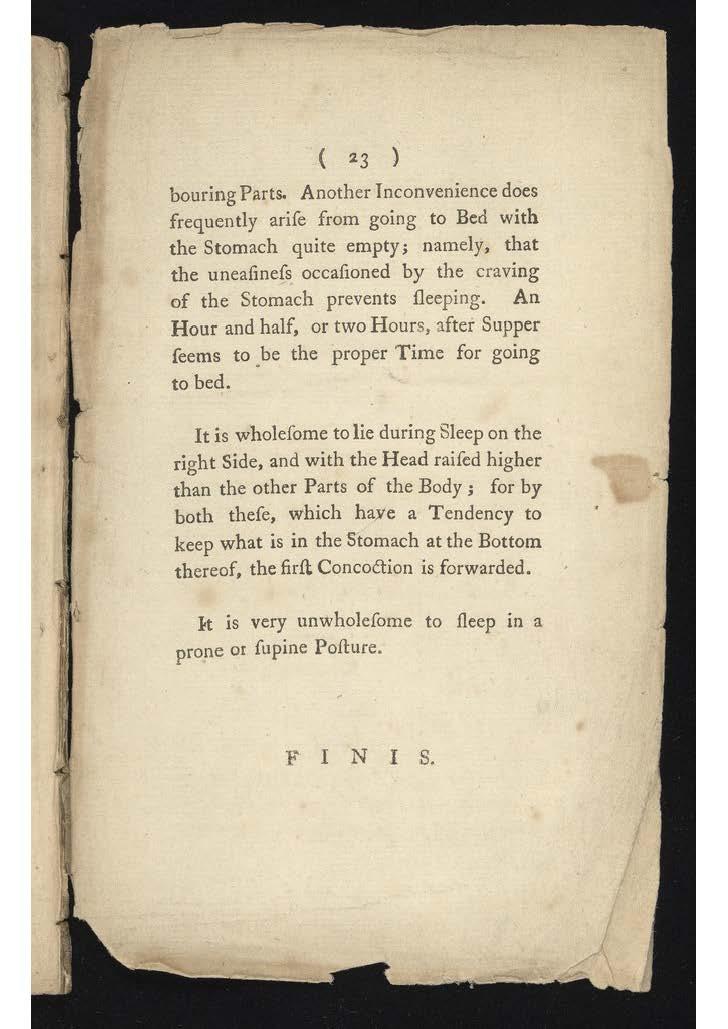 ( 23 )
bouring Parts. Another Inconvenience does
frequently ariſe from going to Bed with
the Stomach quite empty; namely, that
the uneaſineſs occaſioned by the craving
of the Stomach prevents ſleeping. An
Hour and half, or two Hours, after Supper
ſeems to be the proper Time for going
to bed.
It is wholeſome to lie during Sleep on the
right Side, and with the Head raiſed higher
than the other Parts of the Body; for by
both theſe, which have a Tendency to
keep what is in the Stomach at the Bottom
thereof, the firſt Concoction is forwarded.
It is very unwholeſome to ſleep in a
prone or ſupine Poſture.
FINIS.